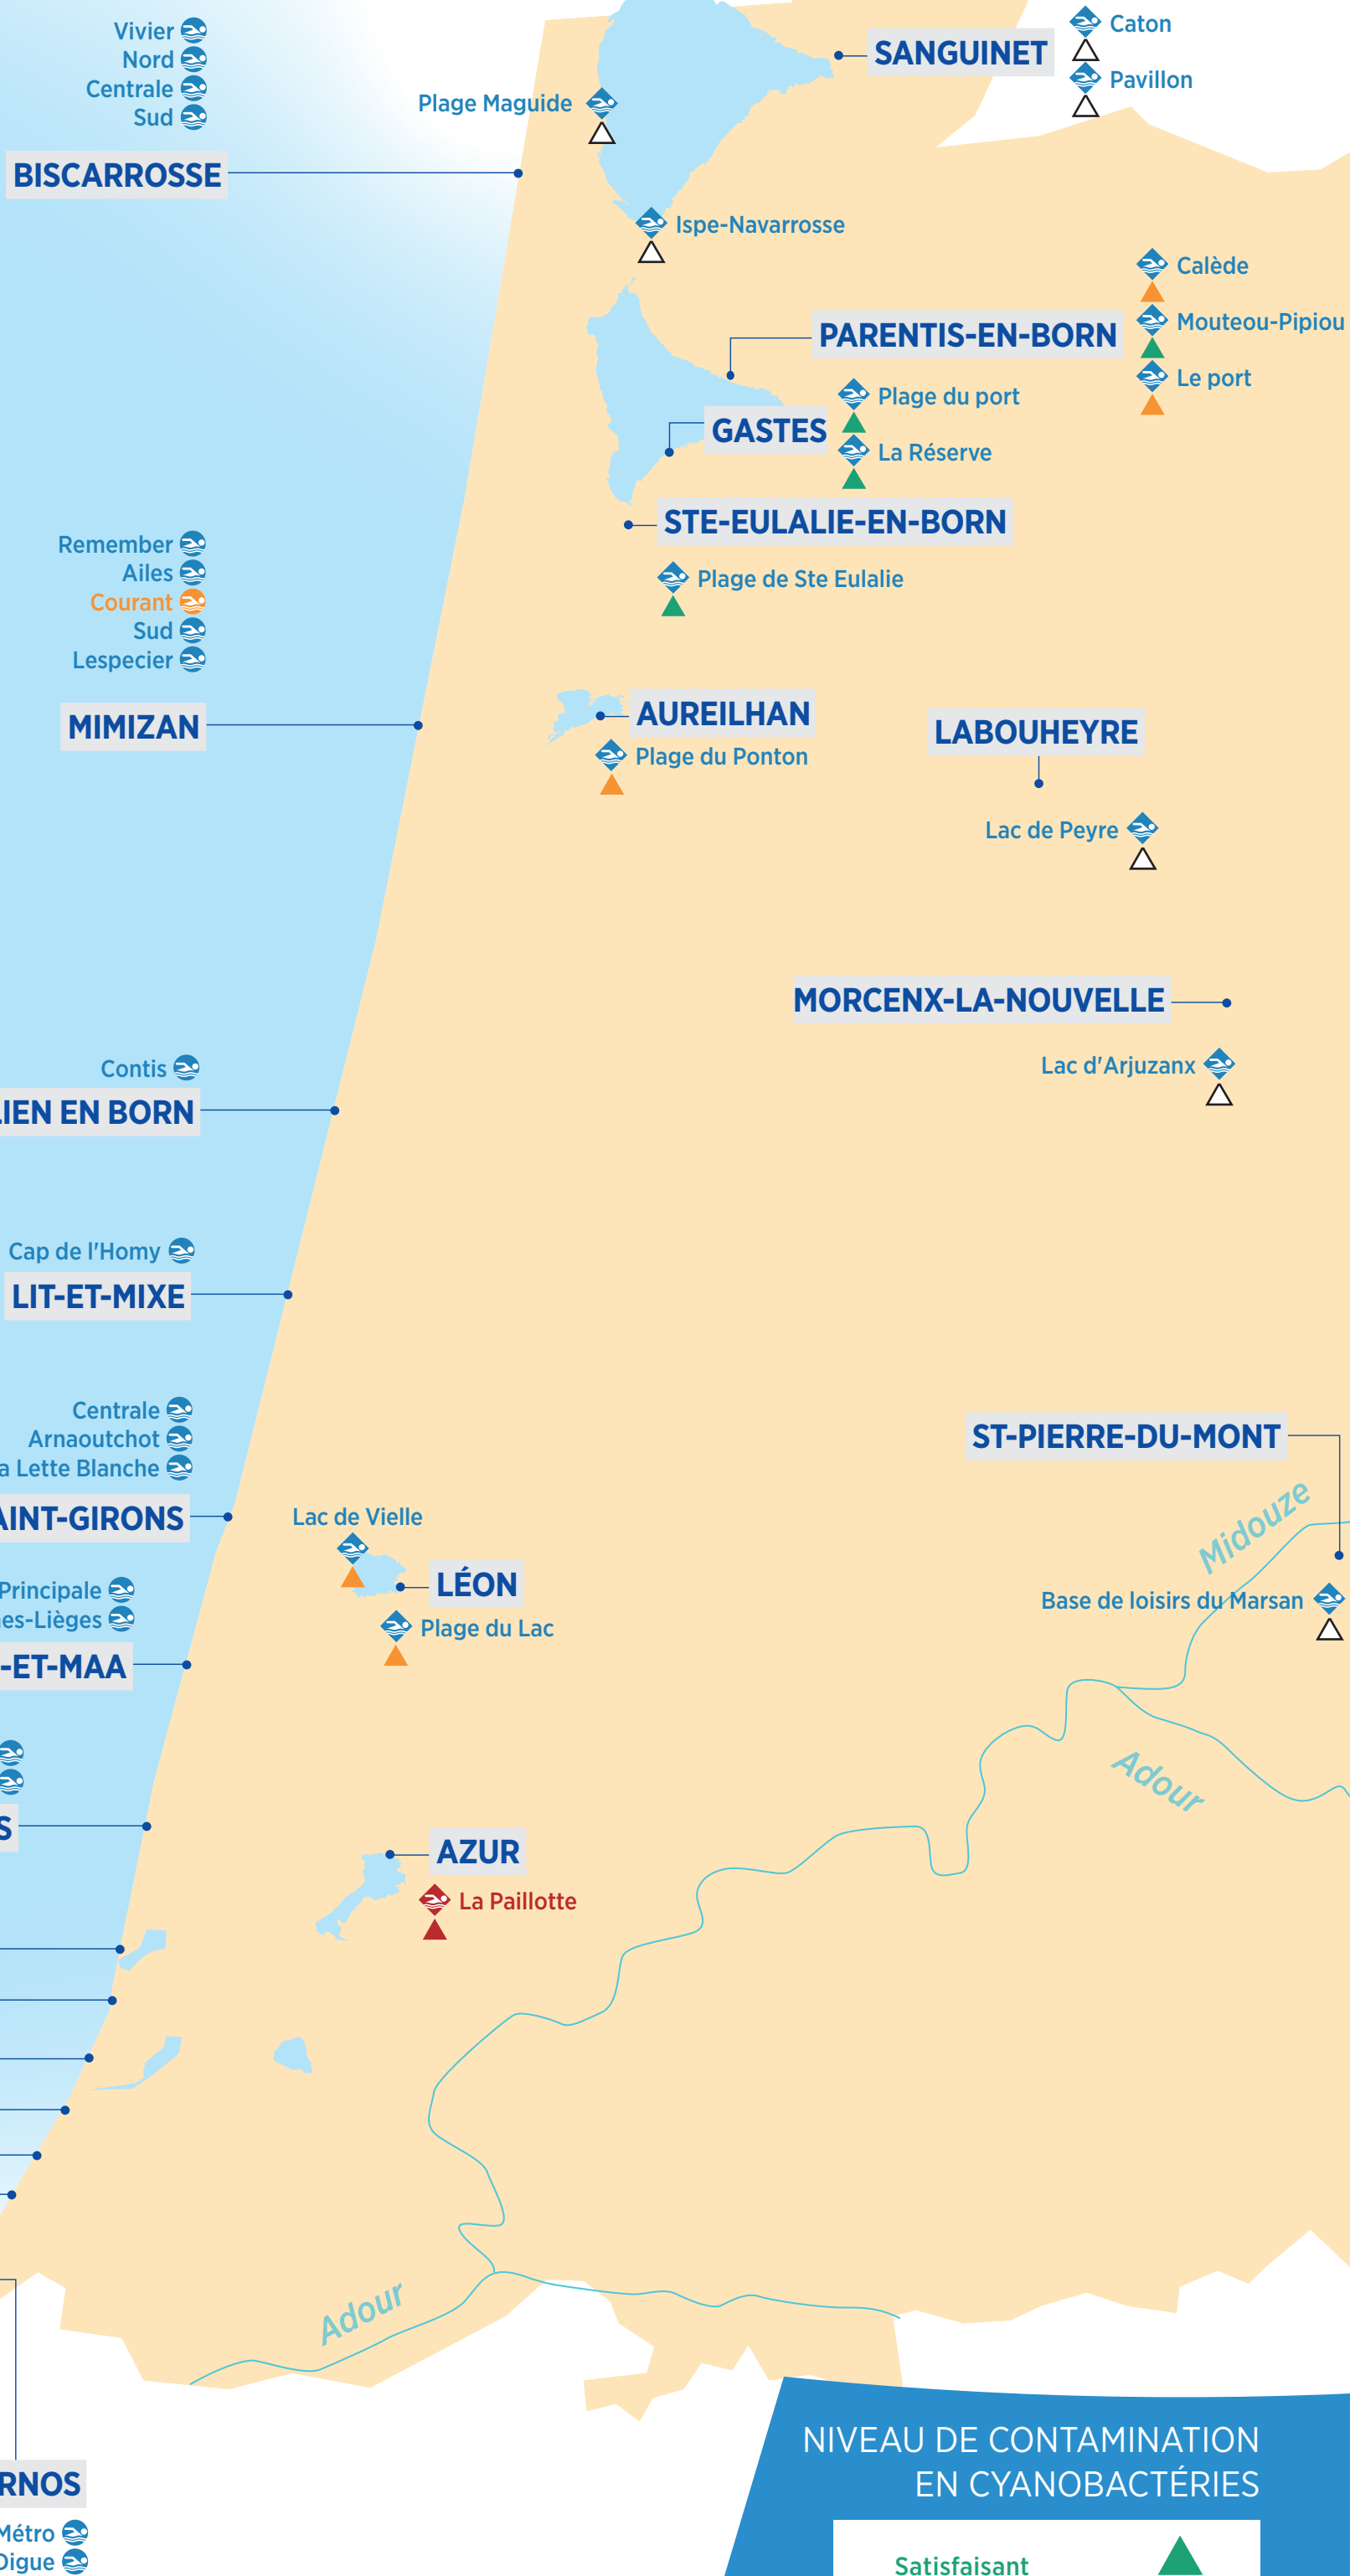 Vivier
Nord
Centrale
Sud
BISCARROSSE
Plage Maguide
SANGUINET
Caton
Pavillon
Ispe-Navarrosse
PARENTIS-EN-BORN
Calède
Mouteou-Pipiou
Le port
GASTES
Plage du port
La Réserve
STE-EULALIE-EN-BORN
Plage de Ste Eulalie
Remember
Ailes
Courant
Sud
Lespecier
MIMIZAN
AUREILHAN
Plage du Ponton
LABOUHEYRE
Lac de Peyre
MORCENX-LA-NOUVELLE
Lac d'Arjuzanx
Contis
LIEN EN BORN
Cap de l'Homy
LIT-ET-MIXE
Centrale
Arnaoutchot
a Lette Blanche
AINT-GIRONS
ST-PIERRE-DU-MONT
Midouze
Base de loisirs du Marsan
Lac de Vielle
LÉON
Plage du Lac
Principale
es-Lièges
-ET-MAA
Adour
S
AZUR
La Paillotte
Adour
RNOS
Métro
Digue
NIVEAU DE CONTAMINATION
EN CYANOBACTÉRIES
Satisfaisant